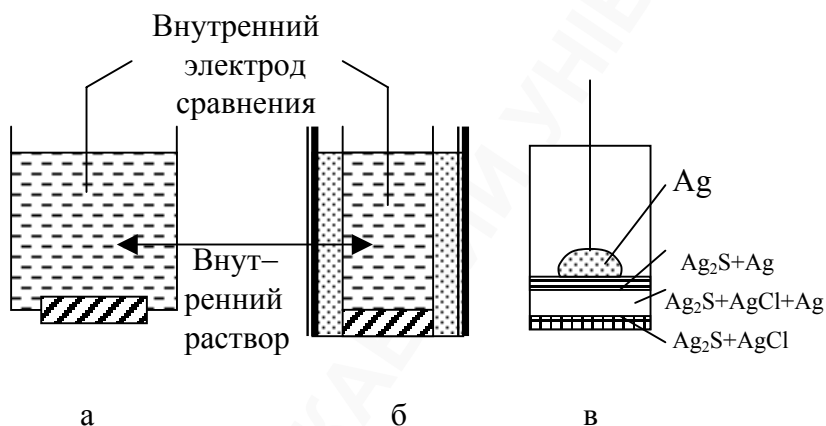 Внутренний
электрод
сравнения
Внут–
ренний
раствор
Ag
Ag₂S+Ag
Ag₂S+AgCl+Ag
Ag₂S+AgCl
а
б
в